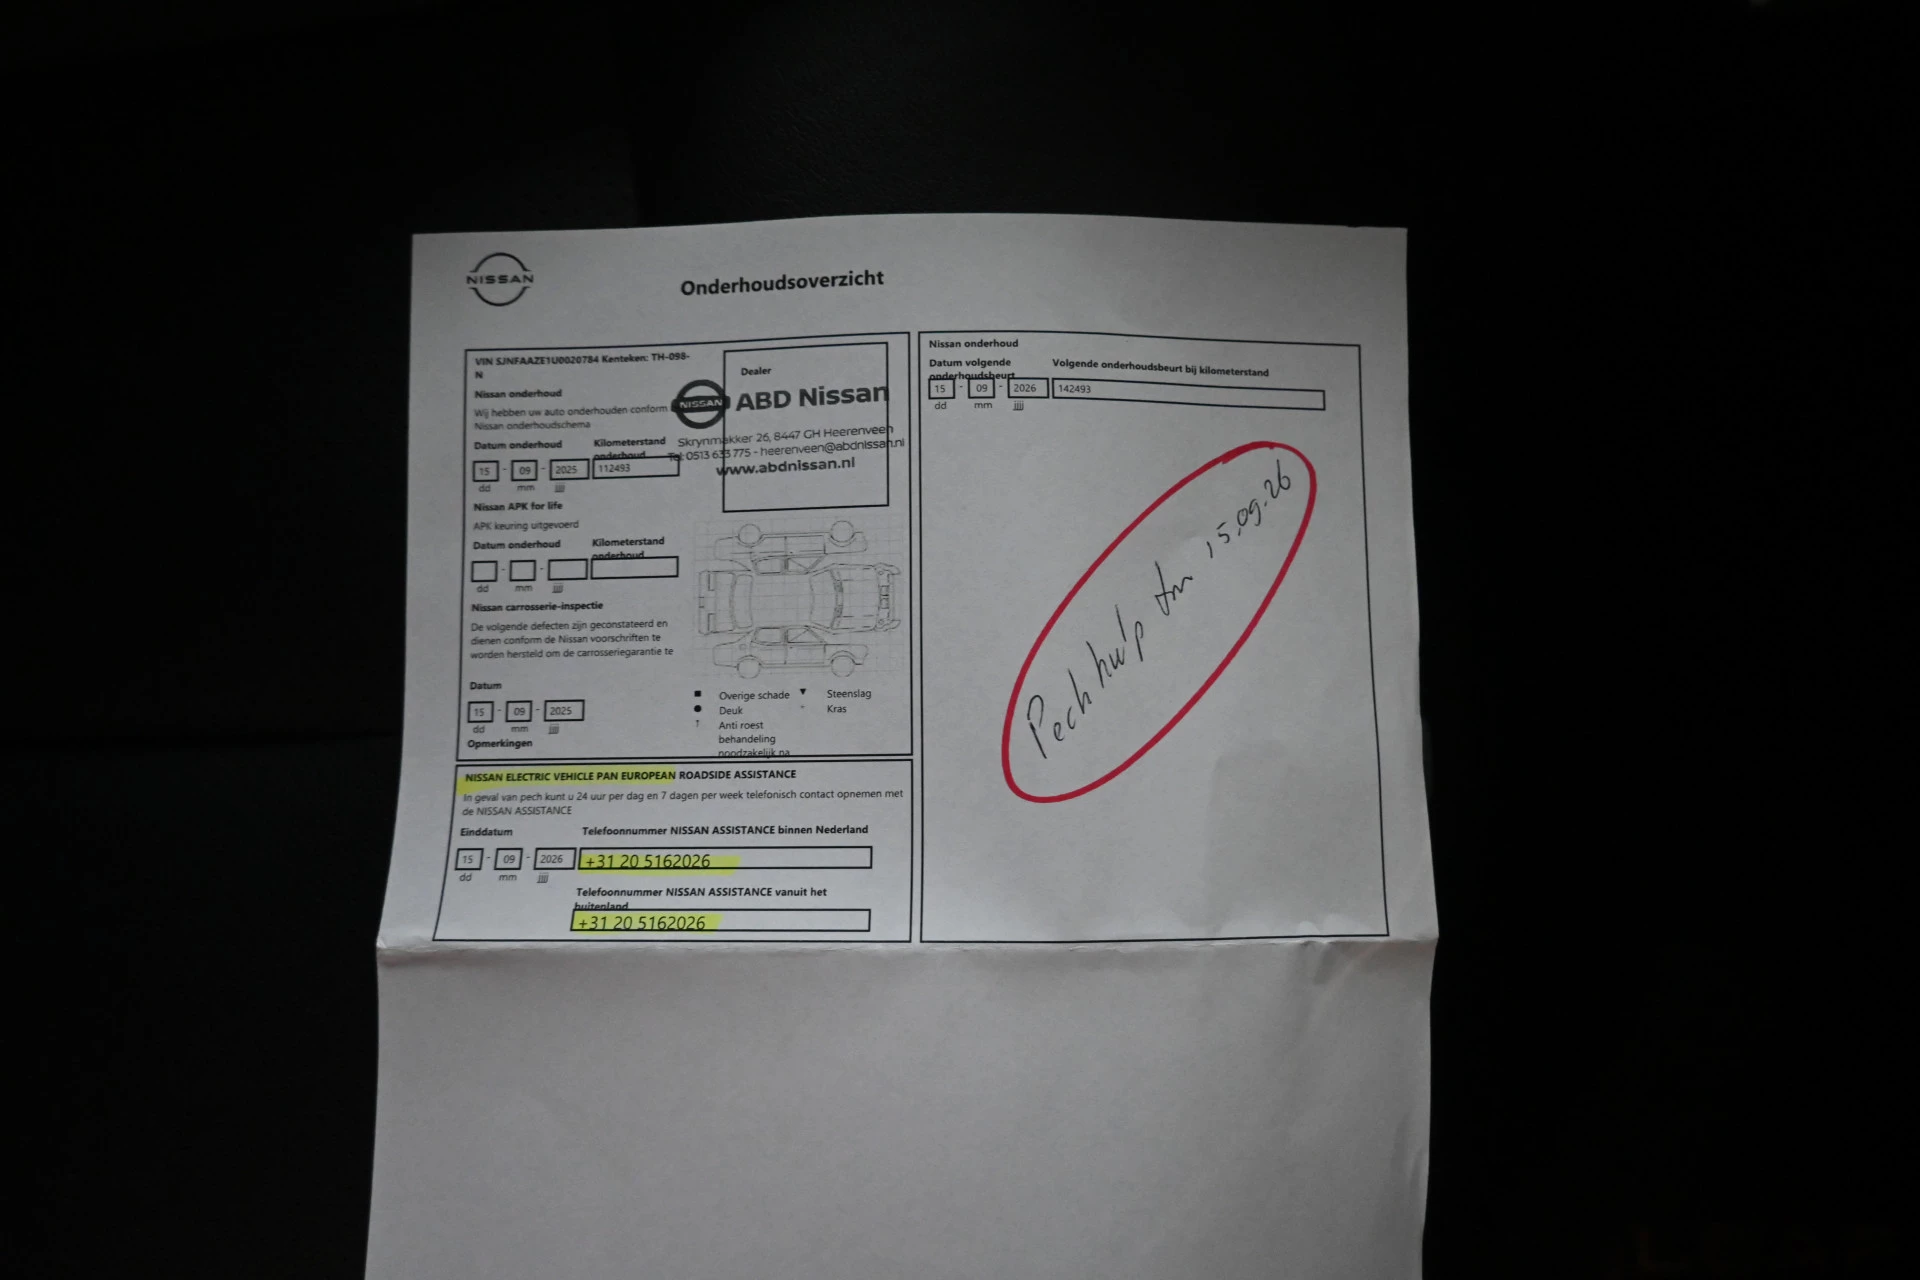 NISSAN
Onderhoudsoverzicht
VIN SJNFAAZE1U0020784 Kenteken: TH-098-
N
Nissan onderhoud
Wij hebben uw auto onderhouden conform
Nissan onderhoudschema
Datum onderhoud
Kilometerstand
onderhoud
15 - 09 - 2025
112493
dd mm jjjj
Dealer
NISSAN
ABD Nissan
Skrynmakker 26, 8447 GH Heerenveen
Tel: 0513 633 775 - heerenveen@abdnissan.nl
www.abdnissan.nl
Nissan APK for life
APK keuring uitgevoerd
Datum onderhoud
Kilometerstand
onderhoud
- -
dd mm jjjj
Nissan carrosserie-inspectie
De volgende defecten zijn geconstateerd en
dienen conform de Nissan voorschriften te
worden hersteld om de carrosseriegarantie te
Datum
15 - 09 - 2025
dd mm jjjj
Opmerkingen
Overige schade
Deuk
Anti roest
behandeling
noodzakelijk na
Steenslag
Kras
NISSAN ELECTRIC VEHICLE PAN EUROPEAN ROADSIDE ASSISTANCE
In geval van pech kunt u 24 uur per dag en 7 dagen per week telefonisch contact opnemen met
de NISSAN ASSISTANCE
Einddatum
Telefoonnummer NISSAN ASSISTANCE binnen Nederland
15 - 09 - 2026
+31 20 5162026
dd mm jjjj
Telefoonnummer NISSAN ASSISTANCE vanuit het
buitenland
+31 20 5162026
Nissan onderhoud
Datum volgende
onderhoudsbeurt
Volgende onderhoudsbeurt bij kilometerstand
15 - 09 - 2026
142493
dd mm jjjj
Pechhulp t/m 15.09.26